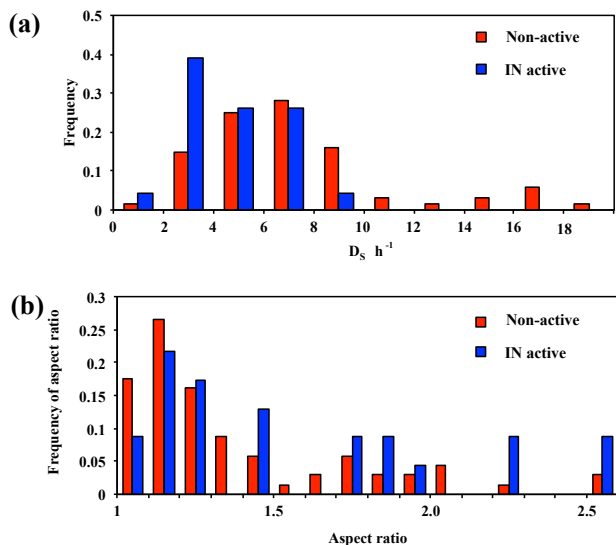 (a)
0.5
0.4
0.3
0.2
0.1
0
Frequency
Non-active
IN active
0 2 4 6 8 10 12 14 16 18
D_S h^-1
(b)
0.3
0.25
0.2
0.15
0.1
0.05
0
Frequency of aspect ratio
Non-active
IN active
1 1.5 2.0 2.5
Aspect ratio